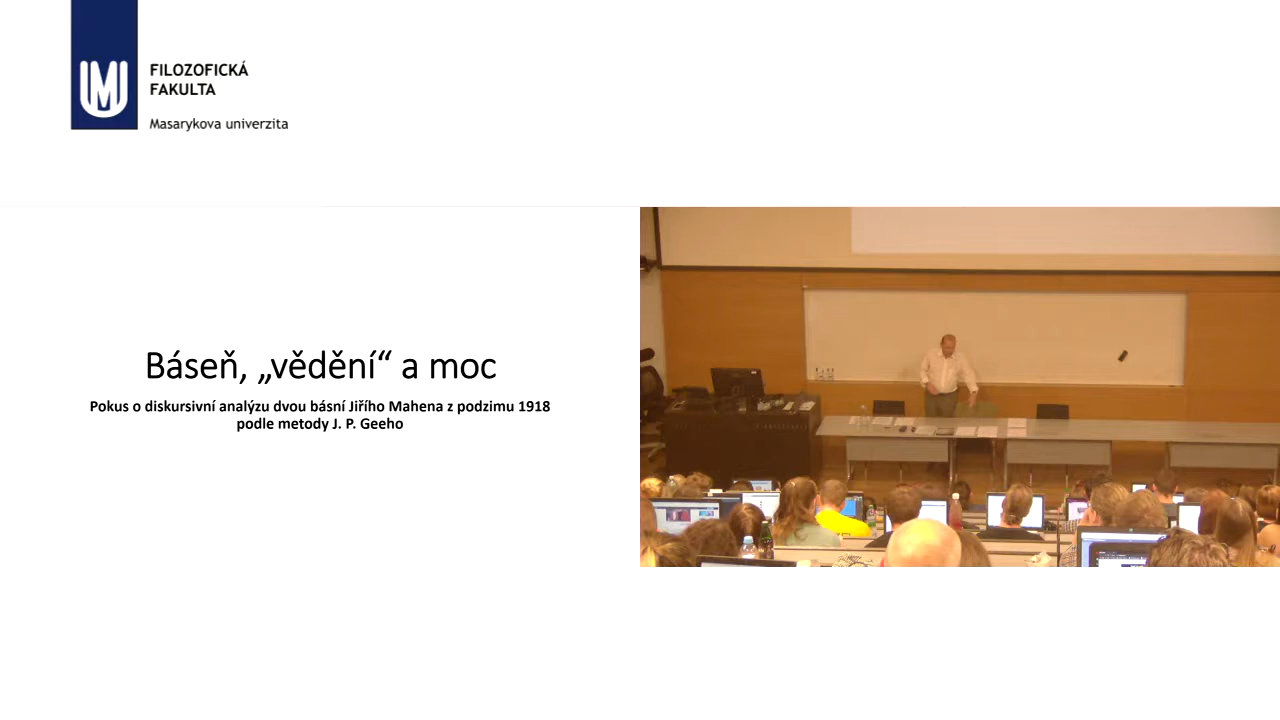 FILOZOFICKÁ
FAKULTA
Masarykova univerzita
Báseň, „vědění“ a moc
Pokus o diskursivní analýzu dvou básní Jiřího Mahena z podzimu 1918
podle metody J. P. Geeho